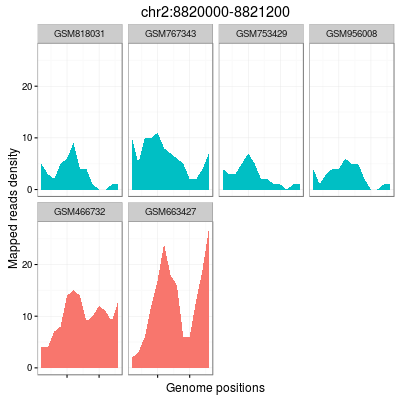 chr2:8820000-8821200
GSM818031 GSM767343 GSM753429 GSM956008
20
10
0
Mapped reads density
GSM466732 GSM663427
20
10
0
Genome positions